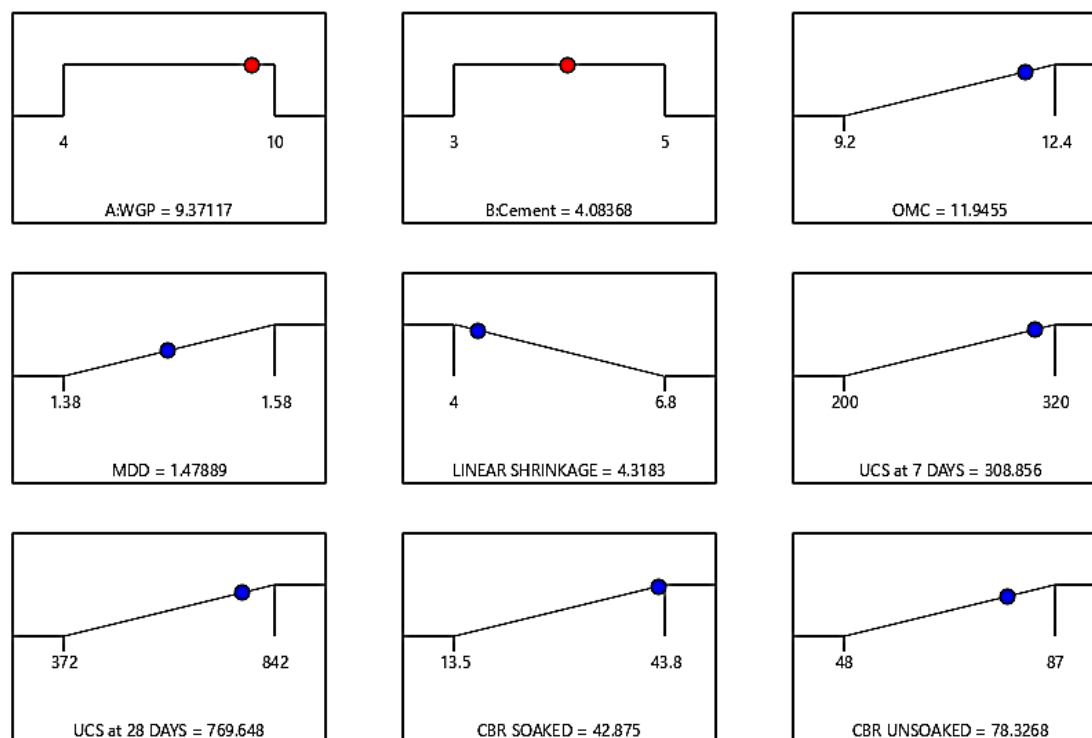 4 10
A:WGP = 9.37117
3 5
B:Cement = 4.08368
9.2 12.4
OMC = 11.9455
1.38 1.58
MDD = 1.47889
4 6.8
LINEAR SHRINKAGE = 4.3183
200 320
UCS at 7 DAYS = 308.856
372 842
UCS at 28 DAYS = 769.648
13.5 43.8
CBR SOAKED = 42.875
48 87
CBR UNSOAKED = 78.3268